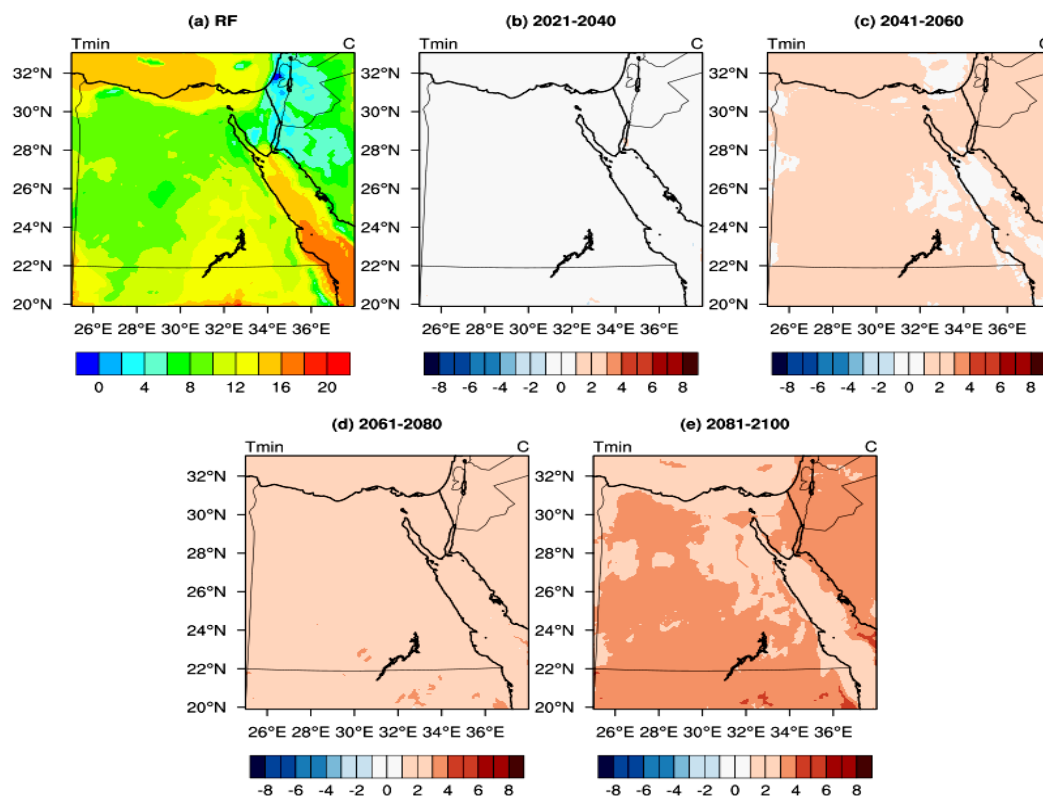 (a) RF
Tmin C
32°N
30°N
28°N
26°N
24°N
22°N
20°N
26°E 28°E 30°E 32°E 34°E 36°E
0 4 8 12 16 20
(b) 2021-2040
Tmin C
32°N
30°N
28°N
26°N
24°N
22°N
20°N
26°E 28°E 30°E 32°E 34°E 36°E
-8 -6 -4 -2 0 2 4 6 8
(c) 2041-2060
Tmin C
32°N
30°N
28°N
26°N
24°N
22°N
20°N
26°E 28°E 30°E 32°E 34°E 36°E
-8 -6 -4 -2 0 2 4 6 8
(d) 2061-2080
Tmin C
32°N
30°N
28°N
26°N
24°N
22°N
20°N
26°E 28°E 30°E 32°E 34°E 36°E
-8 -6 -4 -2 0 2 4 6 8
(e) 2081-2100
Tmin C
32°N
30°N
28°N
26°N
24°N
22°N
20°N
26°E 28°E 30°E 32°E 34°E 36°E
-8 -6 -4 -2 0 2 4 6 8